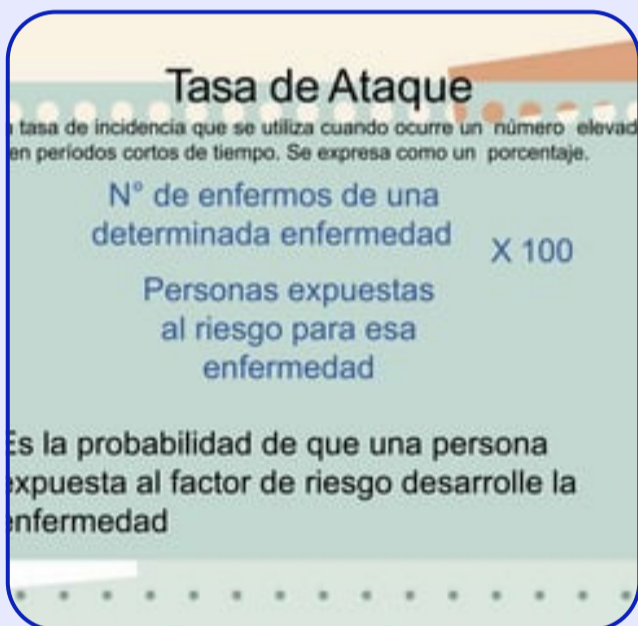 Tasa de Ataque
tasa de incidencia que se utiliza cuando ocurre un número
en períodos cortos de tiempo. Se expresa como un porcentaje.
N° de enfermos de una
determinada enfermedad
X 100
Personas expuestas
al riesgo para esa
enfermedad
Es la probabilidad de que una persona
expuesta al factor de riesgo desarrolle la
enfermedad